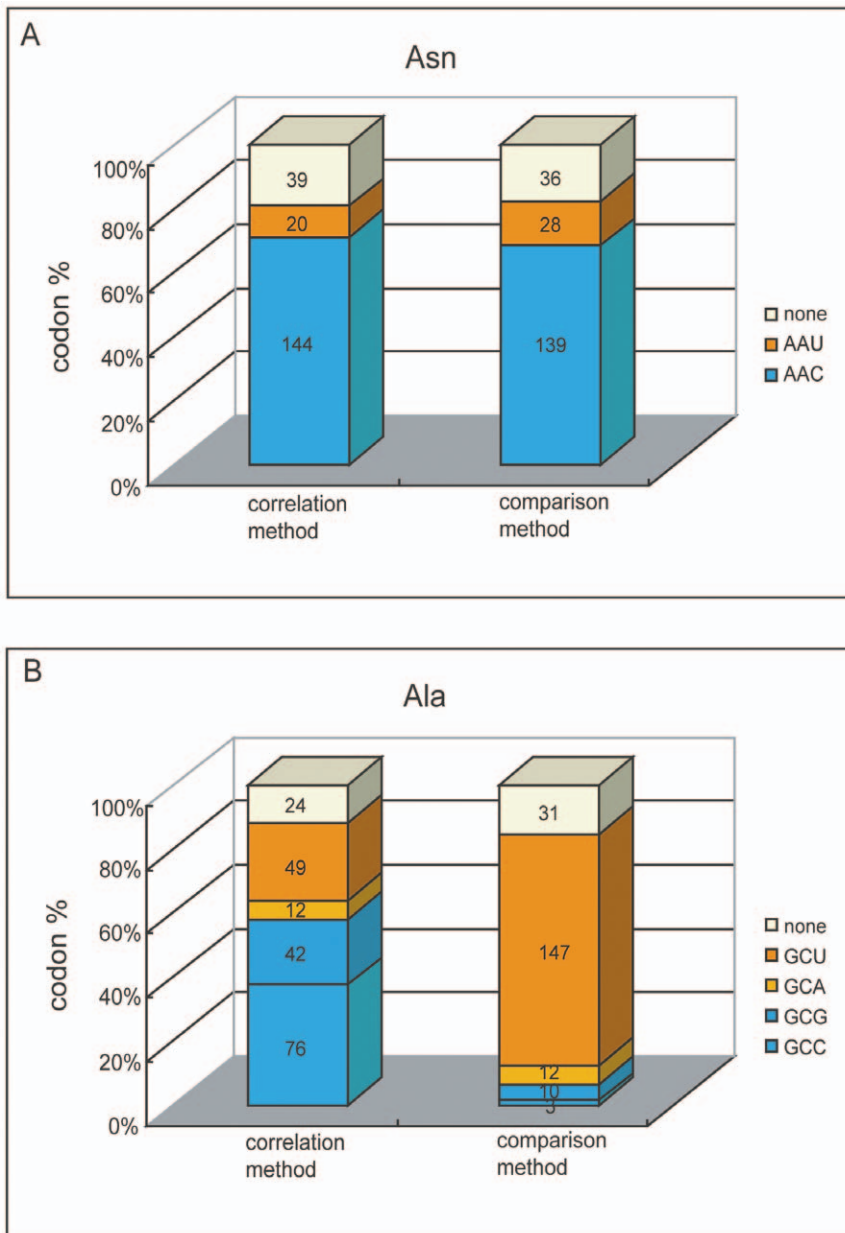 A
Asn
codon %
100%
80%
60%
40%
20%
0%
39
20
144
36
28
139
correlation
method
comparison
method
none
AAU
AAC
B
Ala
codon %
100%
80%
60%
40%
20%
0%
24
49
12
42
76
31
147
12
10
3
correlation
method
comparison
method
none
GCU
GCA
GCG
GCC